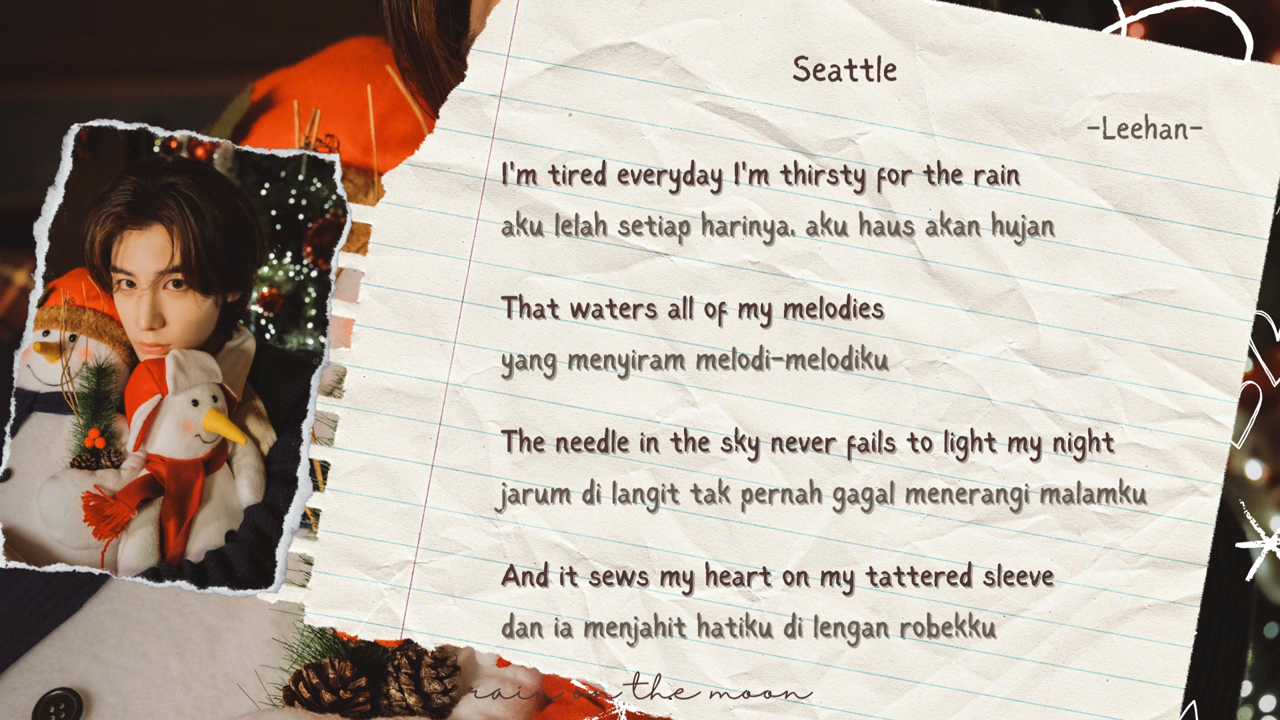 Seattle
-Leehan-
I'm tired everyday I'm thirsty for the rain
aku lelah setiap harinya. aku haus akan hujan
That waters all of my melodies
yang menyiram melodi-melodiku
The needle in the sky never fails to light my night
jarum di langit tak pernah gagal menerangi malamku
And it sews my heart on my tattered sleeve
dan ia menjahit hatiku di lengan robekku
rain on the moon